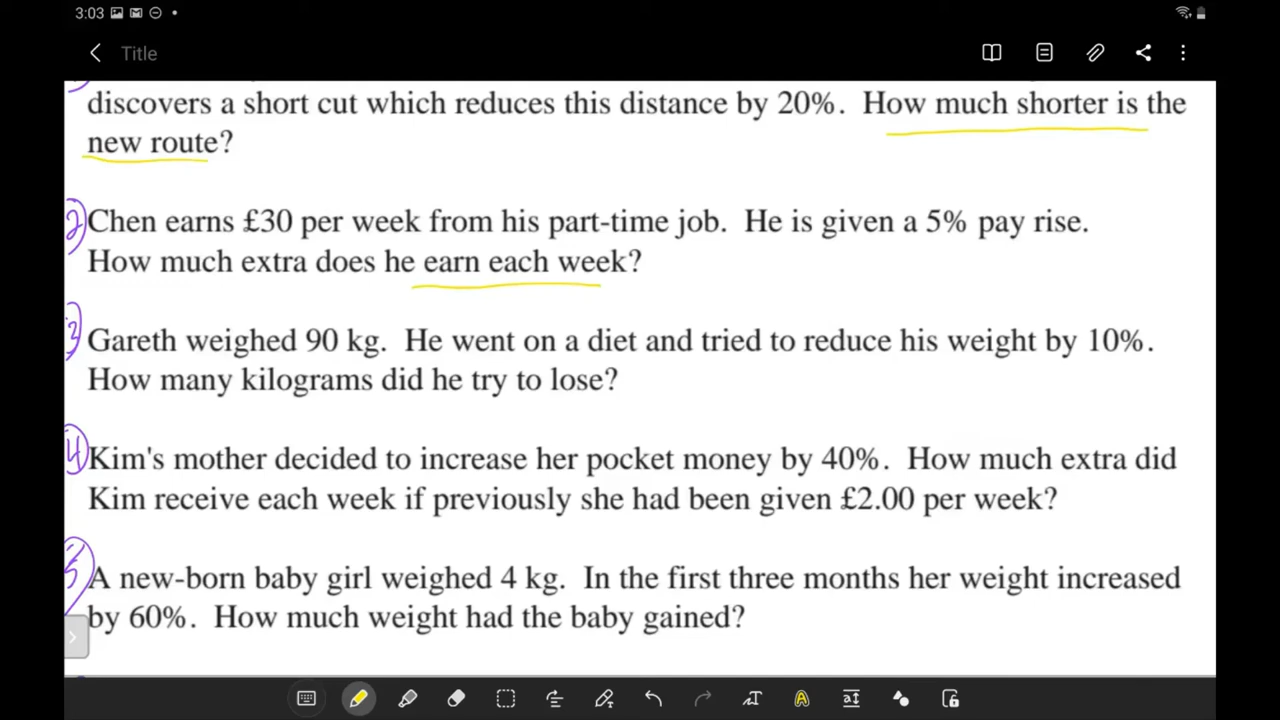 3:03
Title
discovers a short cut which reduces this distance by 20%. How much shorter is the
new route?
2 Chen earns £30 per week from his part-time job. He is given a 5% pay rise.
How much extra does he earn each week?
3
Gareth weighed 90 kg. He went on a diet and tried to reduce his weight by 10%.
How many kilograms did he try to lose?
4 Kim's mother decided to increase her pocket money by 40%. How much extra did
Kim receive each week if previously she had been given £2.00 per week?
5 A new-born baby girl weighed 4 kg. In the first three months her weight increased
by 60%. How much weight had the baby gained?